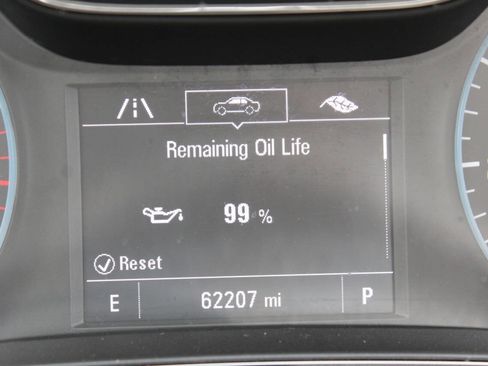 Remaining Oil Life
99 %
Reset
E 62207 mi P